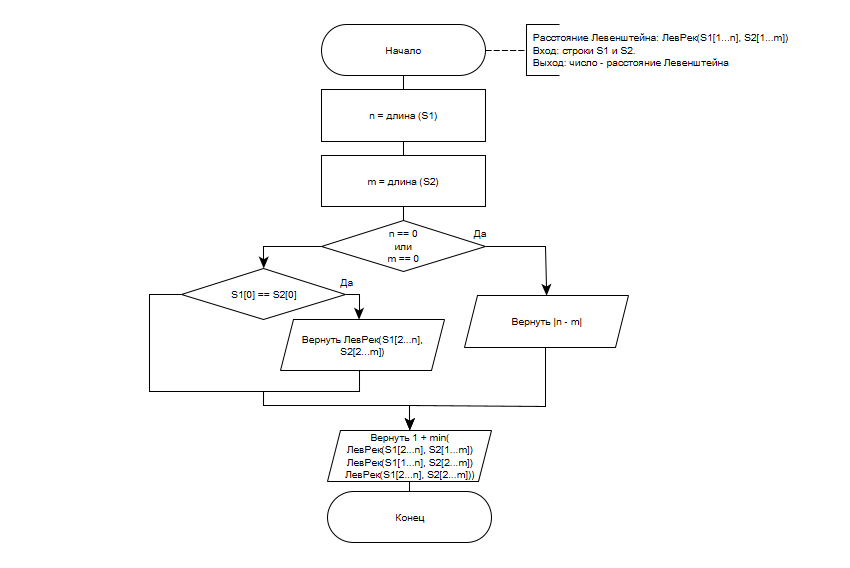 Начало
Расстояние Левенштейна: ЛевРек(S1[1...n], S2[1...m])
Вход: строки S1 и S2.
Выход: число - расстояние Левенштейна
n = длина (S1)
m = длина (S2)
n == 0
или
m == 0
Да
S1[0] == S2[0]
Да
Вернуть ЛевРек(S1[2...n],
S2[2...m])
Вернуть |n - m|
Вернуть 1 + min(
ЛевРек(S1[2...n], S2[1...m])
ЛевРек(S1[1...n], S2[2...m])
ЛевРек(S1[2...n], S2[2...m]))
Конец